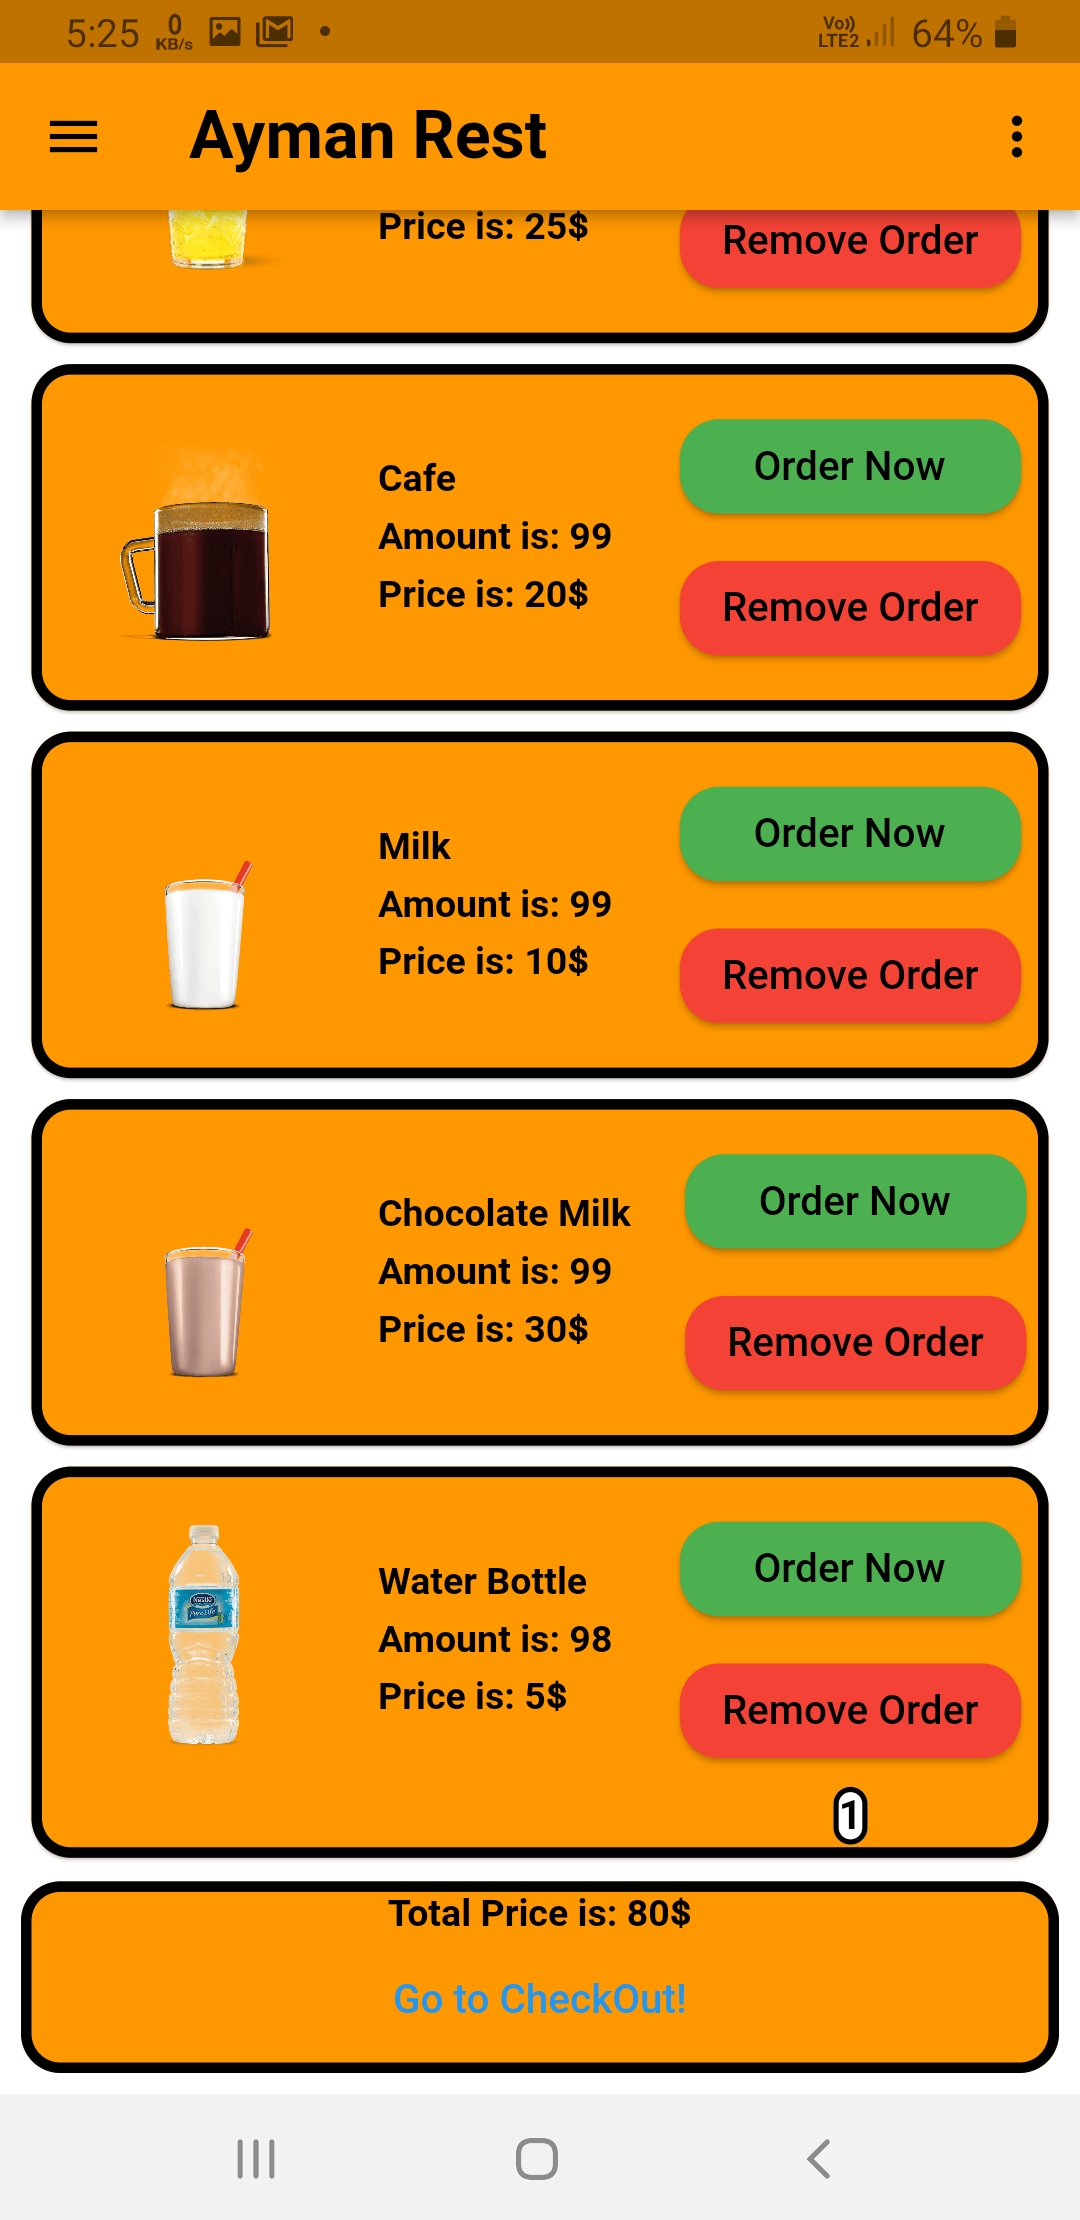 5:25
0
KB/s
Vo))
LTE2
64%
Ayman Rest
Price is: 25$
Remove Order
Cafe
Amount is: 99
Price is: 20$
Order Now
Remove Order
Milk
Amount is: 99
Price is: 10$
Order Now
Remove Order
Chocolate Milk
Amount is: 99
Price is: 30$
Order Now
Remove Order
Nestlé
Pure Life
Water Bottle
Amount is: 98
Price is: 5$
Order Now
Remove Order
1
Total Price is: 80$
Go to CheckOut!